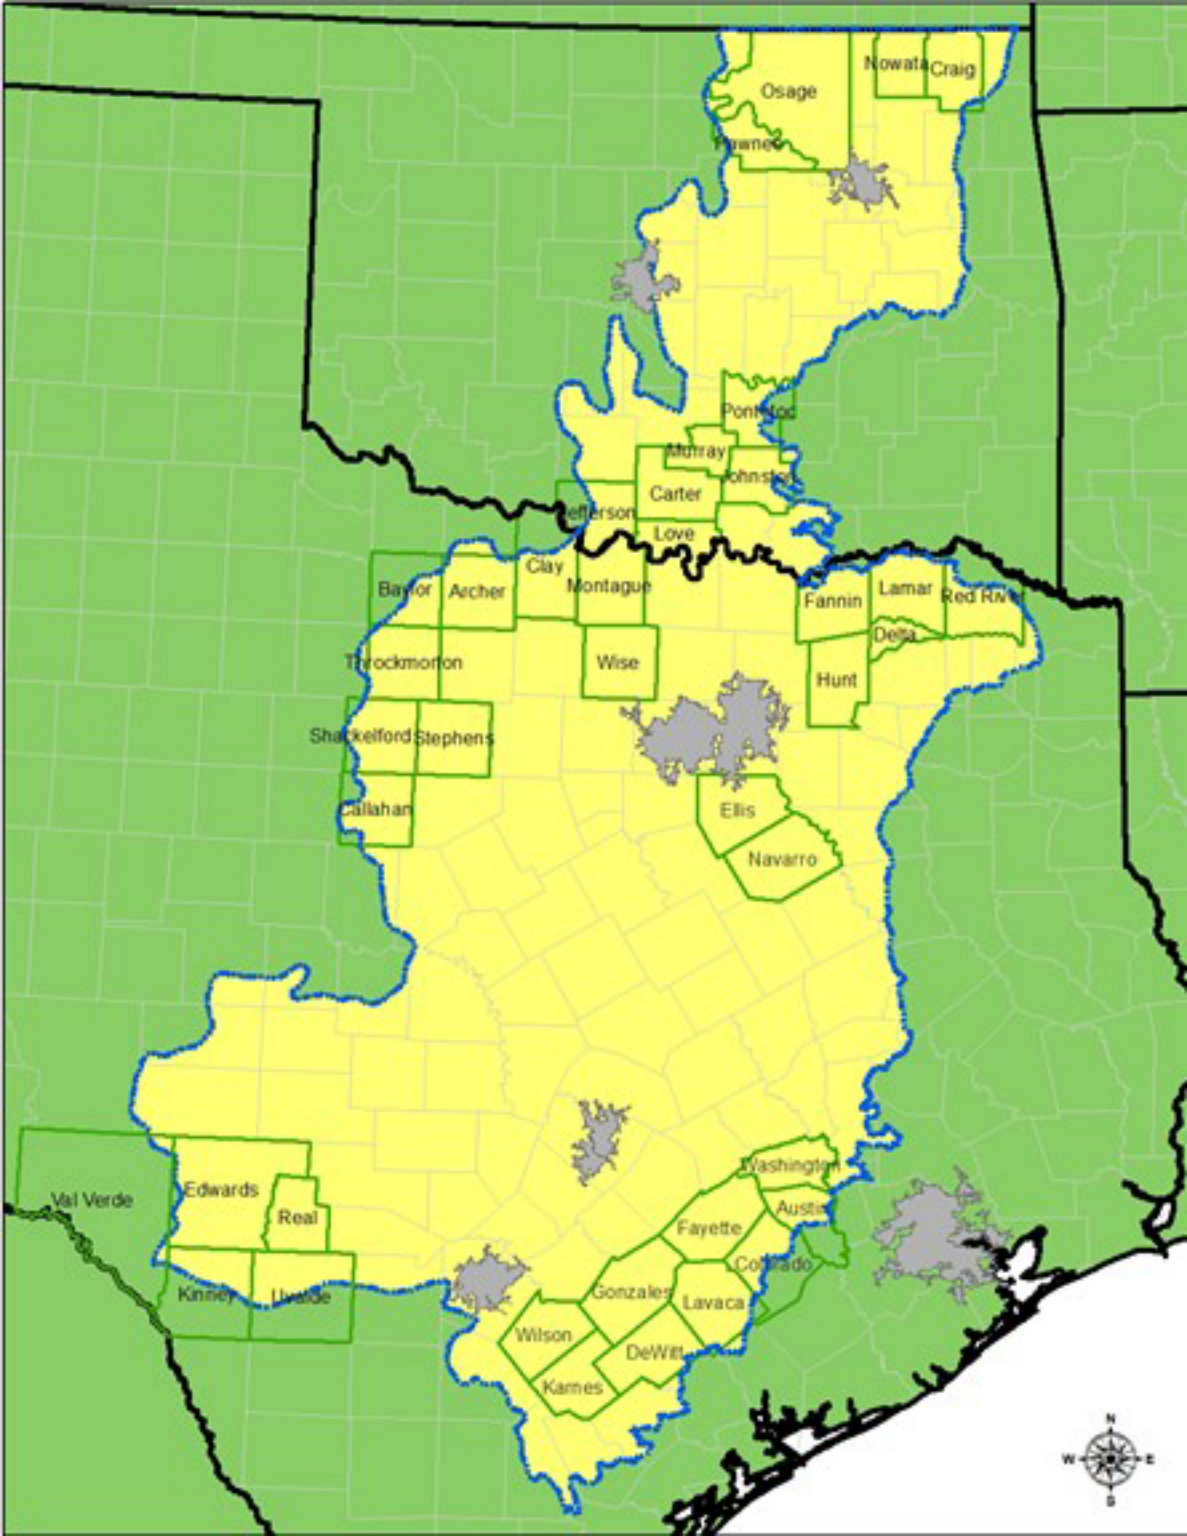 Nowata
Craig
Osage
Pawnee
Pontotoc
Murray
Johnston
Carter
Jefferson
Love
Clay
Montague
Baylor
Archer
Fannin
Lamar
Red River
Delta
Throckmorton
Wise
Hunt
Shackelford
Stephens
Callahan
Ellis
Navarro
Washington
Edwards
Val Verde
Real
Austin
Fayette
Colorado
Kinney
Uvalde
Gonzales
Lavaca
Wilson
DeWitt
Karnes
N
W
E
S